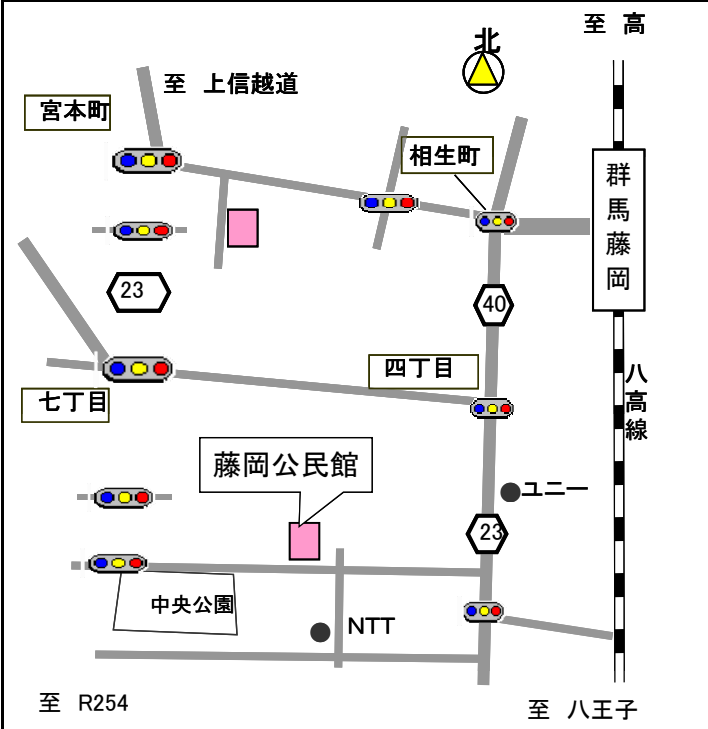 至 高
北
至 上信越道
宮本町
相生町
群馬藤岡
23
40
四丁目
八高線
七丁目
藤岡公民館
ユニー
23
中央公園
NTT
至 R254
至 八王子